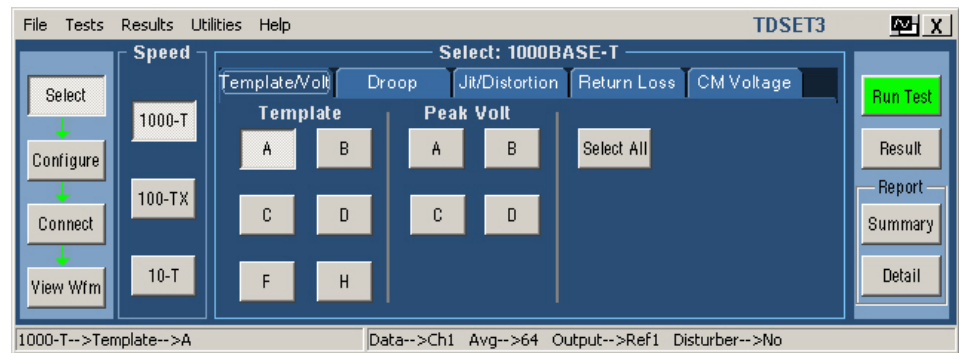 File Tests Results Utilities Help TDSET3 X
Speed Select: 1000BASE-T
Template/Volt Droop Jit/Distortion Return Loss CM Voltage
Select Run Test
Template Peak Volt
1000-T
A B A B Select All
Configure Result
Report
100-TX
C D C D
Connect Summary
10-T
F H
View Wfm Detail
1000-T-->Template-->A Data-->Ch1 Avg-->64 Output-->Ref1 Disturber-->No